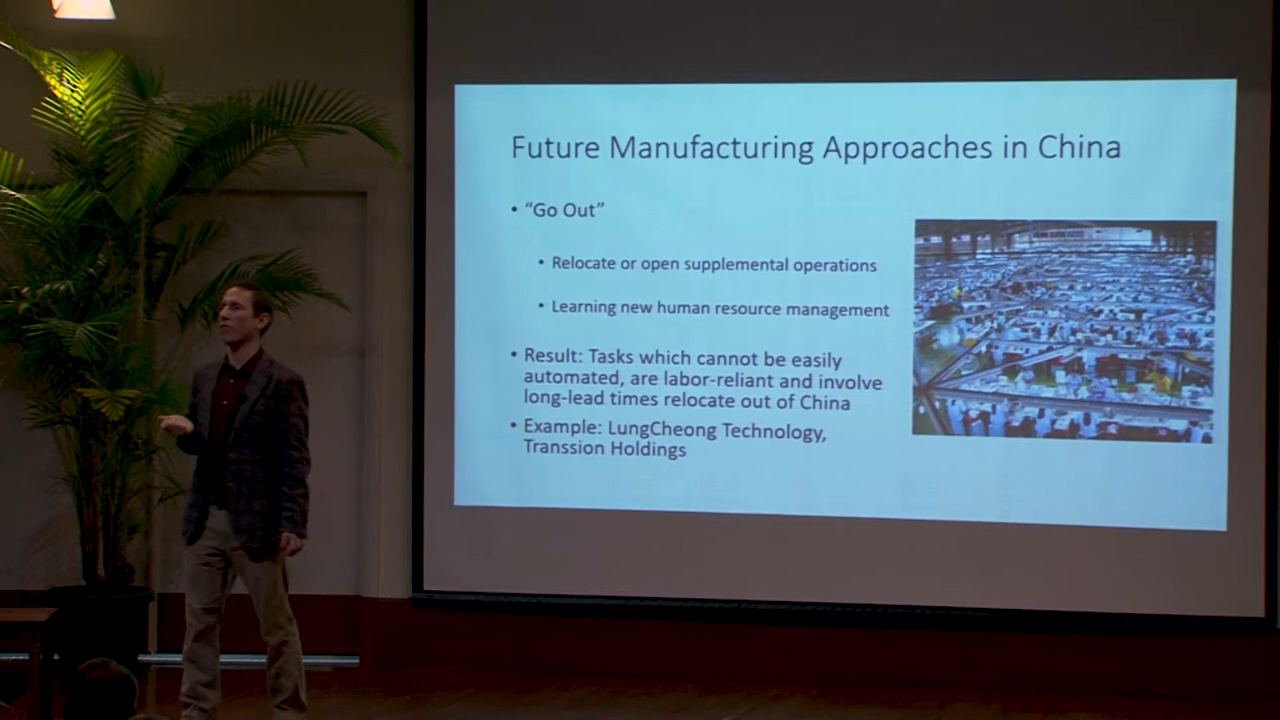 Future Manufacturing Approaches in China
• “Go Out”
• Relocate or open supplemental operations
• Learning new human resource management
• Result: Tasks which cannot be easily
automated, are labor-reliant and involve
long-lead times relocate out of China
• Example: LungCheong Technology,
Transsion Holdings